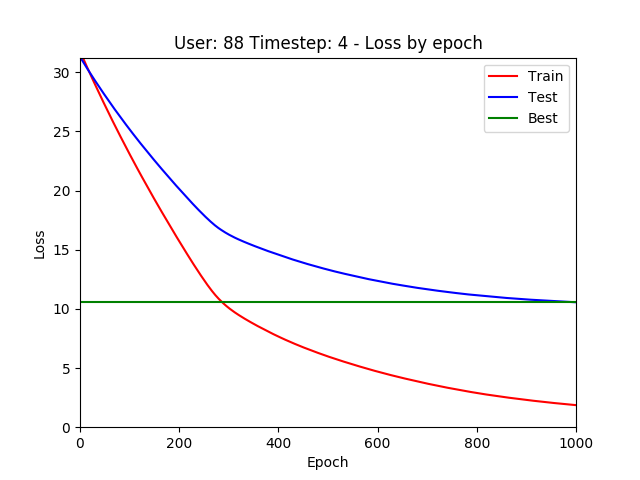 User: 88 Timestep: 4 - Loss by epoch
Train
Test
Best
Loss
30
25
20
15
10
5
0
0 200 400 600 800 1000
Epoch